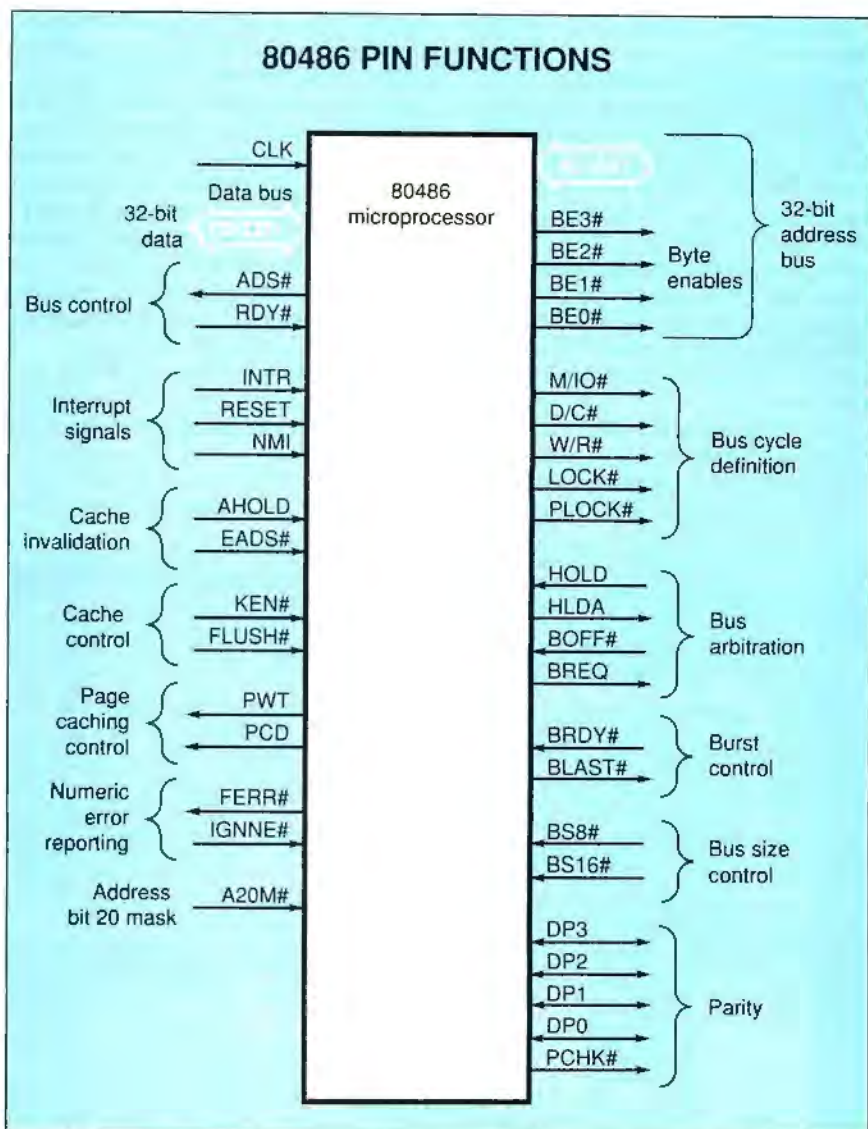 80486 PIN FUNCTIONS
CLK
Data bus
32-bit
data
ADS#
RDY#
Bus control
INTR
RESET
NMI
Interrupt
signals
AHOLD
EADS#
Cache
invalidation
KEN#
FLUSH#
Cache
control
PWT
PCD
Page
caching
control
FERR#
IGNNE#
Numeric
error
reporting
A20M#
Address
bit 20 mask
80486
microprocessor
BE3#
BE2#
BE1#
BE0#
Byte
enables
32-bit
address
bus
M/IO#
D/C#
W/R#
LOCK#
PLOCK#
Bus cycle
definition
HOLD
HLDA
BOFF#
BREQ
Bus
arbitration
BRDY#
BLAST#
Burst
control
BS8#
BS16#
Bus size
control
DP3
DP2
DP1
DP0
PCHK#
Parity